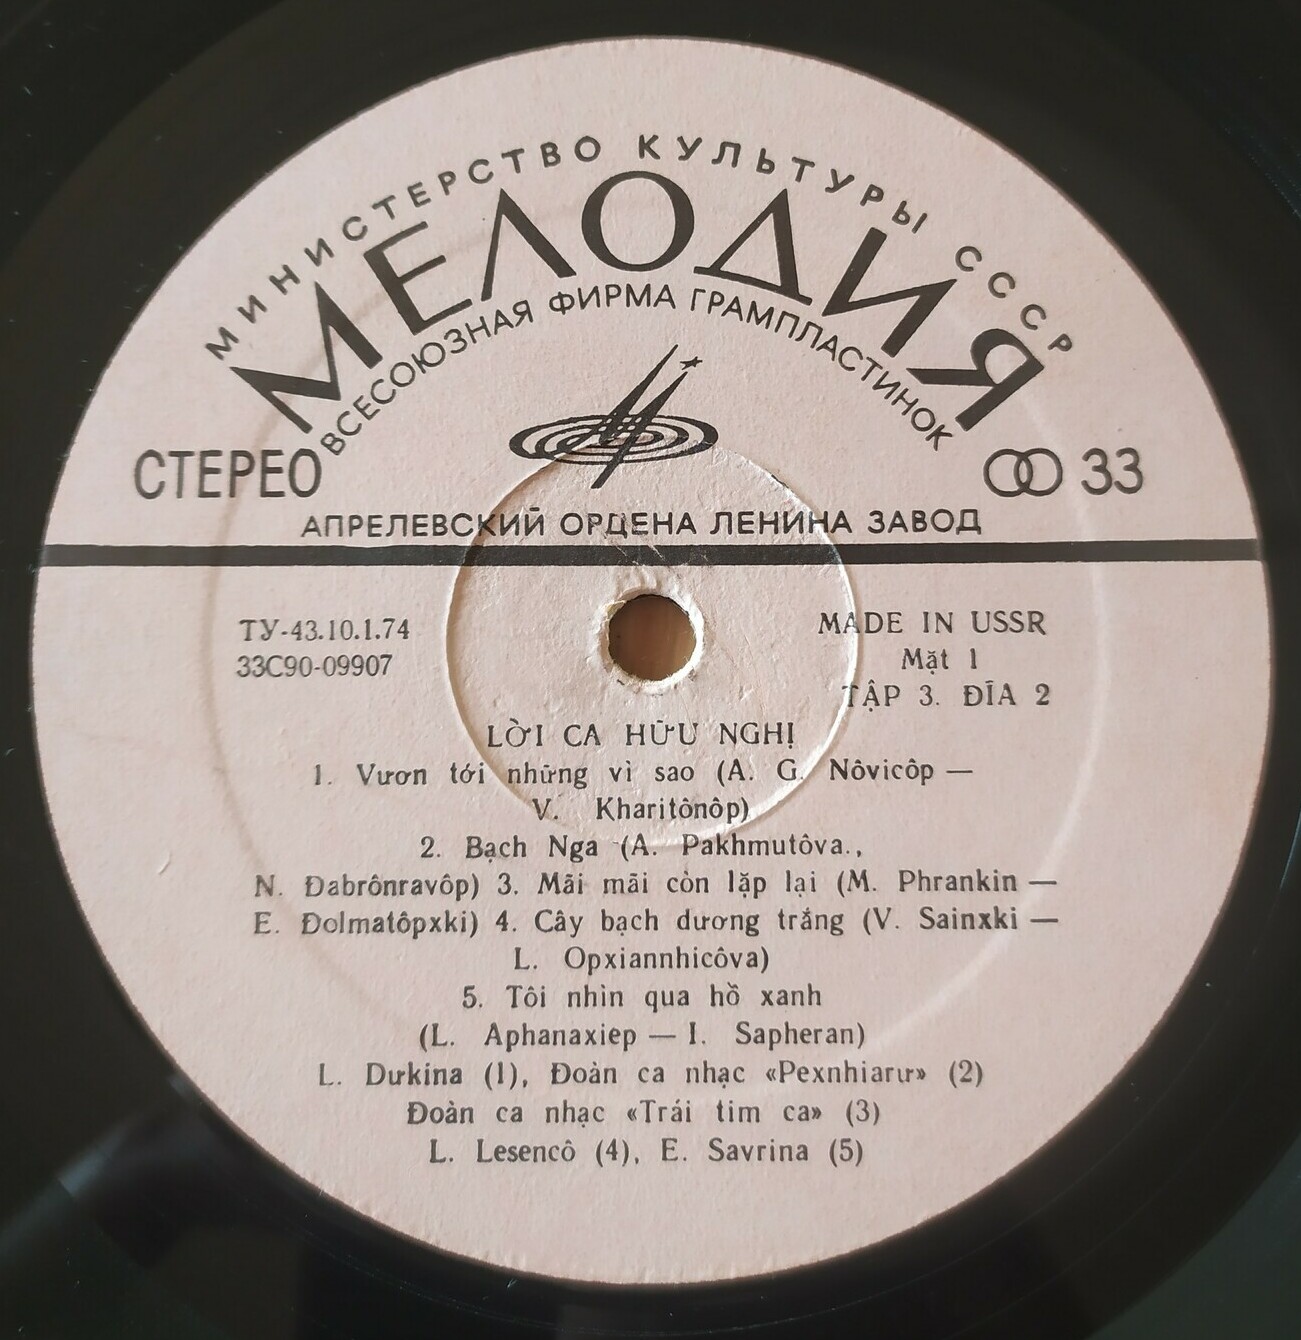 МИНИСТЕРСТВО КУЛЬТУРЫ СССР
МЕЛОДИЯ
ВСЕСОЮЗНАЯ ФИРМА ГРАМПЛАСТИНОК
СТЕРЕО
33
АПРЕЛЕВСКИЙ ОРДЕНА ЛЕНИНА ЗАВОД
ТУ-43.10.1.74
33С90-09907
MADE IN USSR
Mặt 1
TẬP 3. ĐĨA 2
LỜI CA HỮU NGHỊ
1. Vươn tới những vì sao (A. G. Nôvicôp —
V. Kharitônôp)
2. Bạch Nga (A. Pakhmutôva.,
N. Đabrônravôp) 3. Mãi mãi còn lặp lại (M. Phrankin —
E. Đolmatôpxki) 4. Cây bạch dương trắng (V. Sainxki —
L. Opxiannhicôva)
5. Tôi nhìn qua hồ xanh
(L. Aphanaxiep — I. Sapheran)
L. Dưkina (1), Đoàn ca nhạc «Pexnhiarư» (2)
Đoàn ca nhạc «Trái tim ca» (3)
L. Lesencô (4), E. Savrina (5)